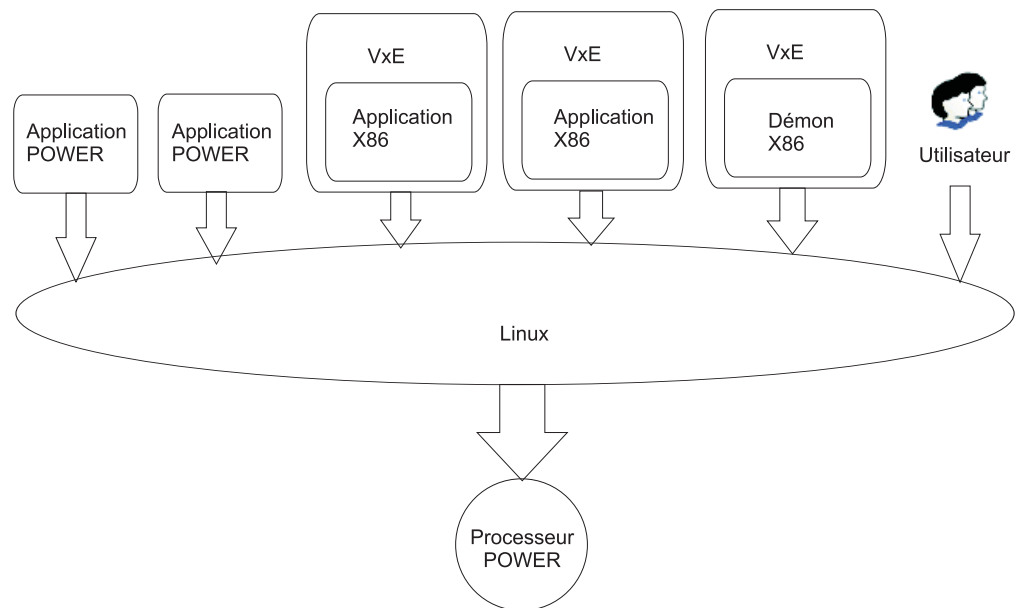 VxE
VxE
VxE
Application
POWER
Application
POWER
Application
X86
Application
X86
Démon
X86
Utilisateur
Linux
Processeur
POWER